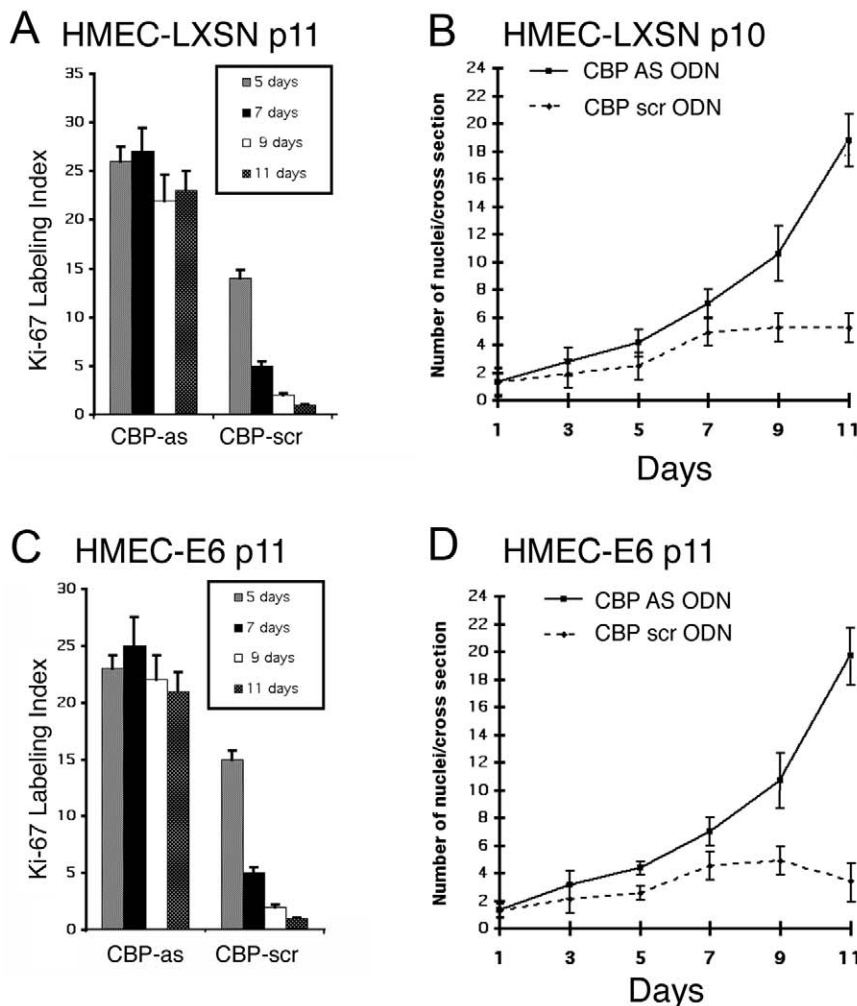 A HMEC-LXSN p11
Ki-67 Labeling Index
35
30
25
20
15
10
5
0
5 days
7 days
9 days
11 days
CBP-as CBP-scr
B HMEC-LXSN p10
CBP AS ODN
CBP scr ODN
Number of nuclei/cross section
24
22
20
18
16
14
12
10
8
6
4
2
0
1 3 5 7 9 11
Days
C HMEC-E6 p11
Ki-67 Labeling Index
30
25
20
15
10
5
0
5 days
7 days
9 days
11 days
CBP-as CBP-scr
D HMEC-E6 p11
CBP AS ODN
CBP scr ODN
Number of nuclei/cross section
24
22
20
18
16
14
12
10
8
6
4
2
0
1 3 5 7 9 11
Days